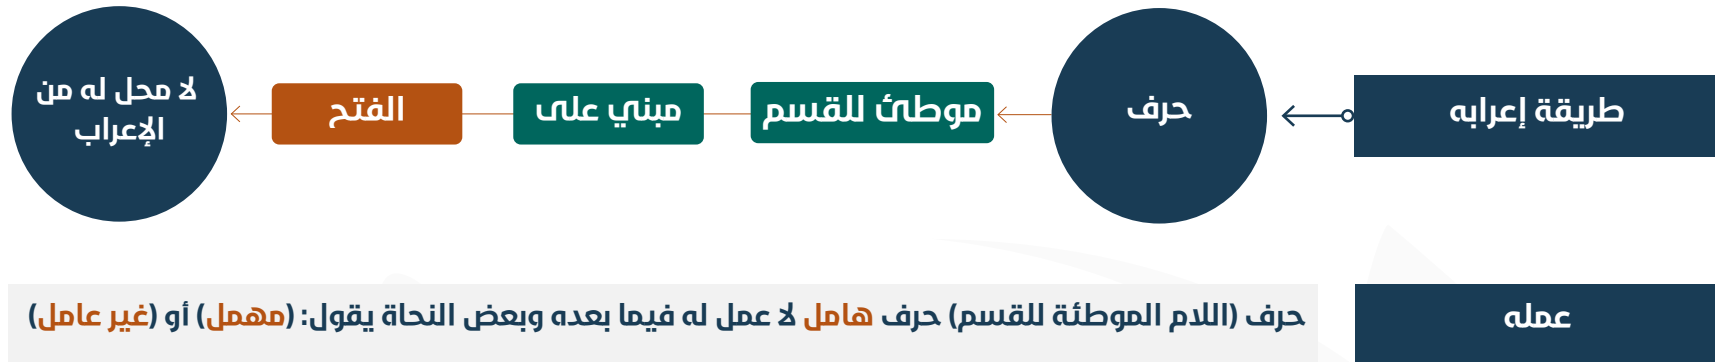 طريقة إعرابه
حرف
موطئ للقسم
مبني على
الفتح
لا محل له من
الإعراب
عمله
حرف (اللام الموطئة للقسم) حرف هامل لا عمل له فيما بعده وبعض النحاة يقول: (مهمل) أو (غير عامل)